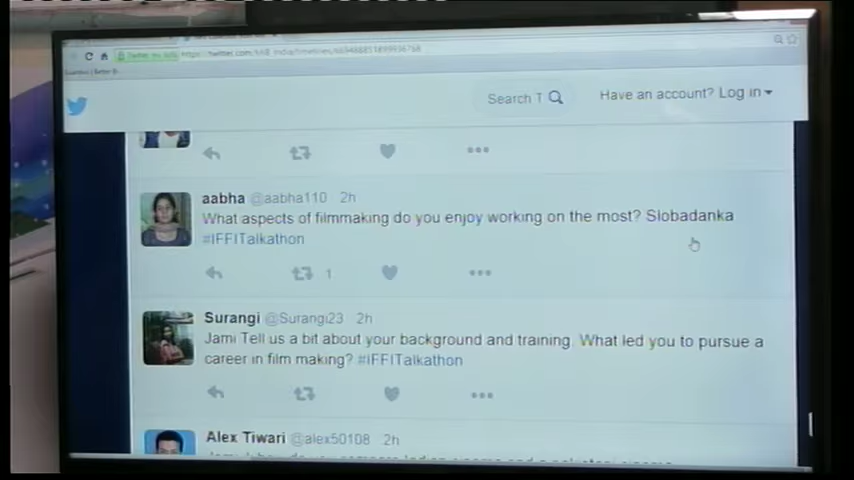 Search T
Have an account? Log in
aabha @aabha110 2h
What aspects of filmmaking do you enjoy working on the most? Slobadanka
#IFFITalkathon
1
Surangi @Surangi23 2h
Jami Tell us a bit about your background and training. What led you to pursue a
career in film making? #IFFITalkathon
Alex Tiwari @alex50108 2h